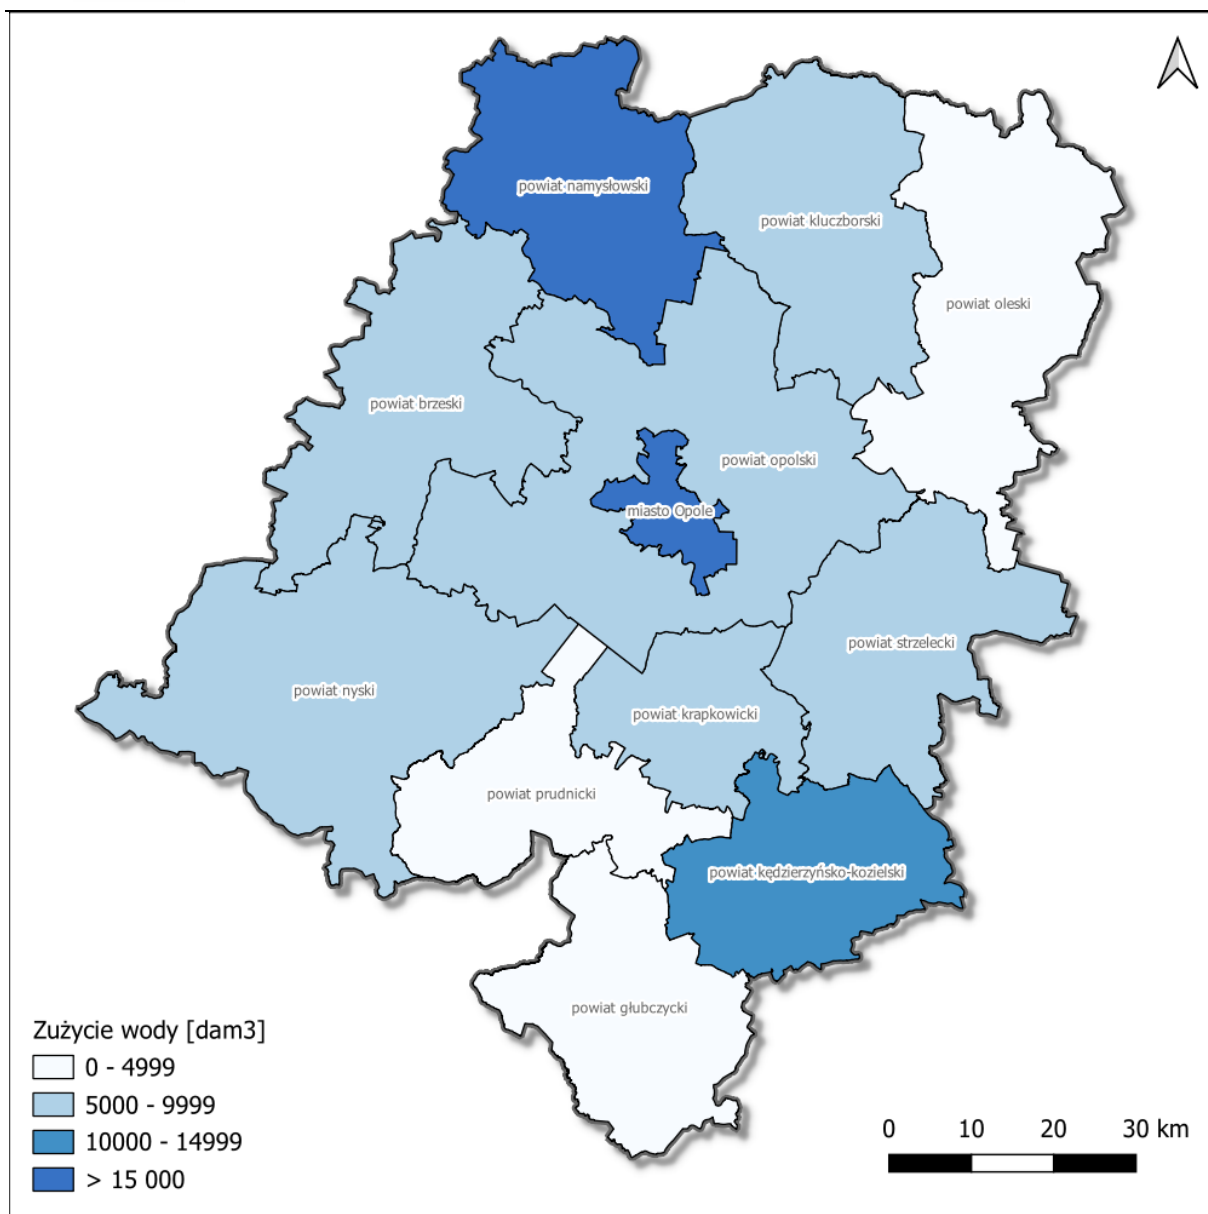 powiat namysłowski
powiat kluczborski
powiat oleski
powiat brzeski
powiat opolski
miasto Opole
powiat strzelecki
powiat nyski
powiat krapkowicki
powiat prudnicki
powiat kędzierzyńsko-kozielski
powiat głubczycki
Zużycie wody [dam3]
0 - 4999
5000 - 9999
10000 - 14999
> 15 000
0 10 20 30 km